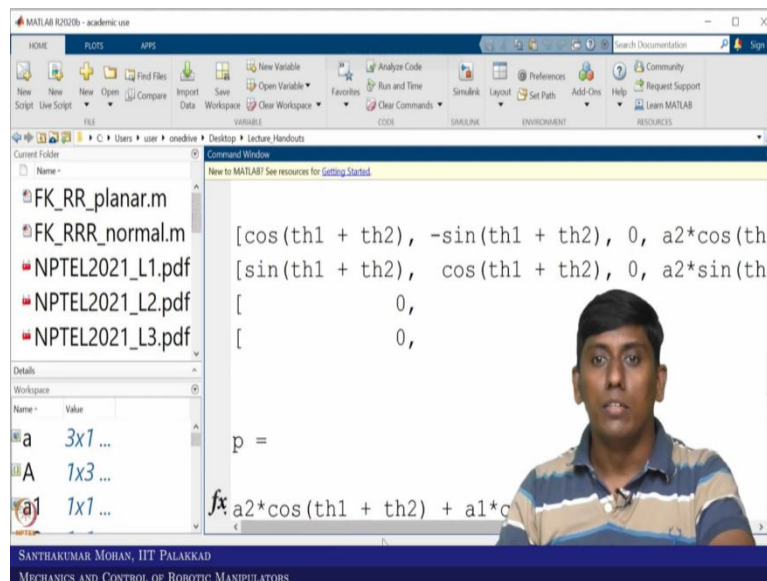 MATLAB R2020b - academic use
HOME PLOTS APPS
Search Documentation Sign
New Script New Live Script New Open Find Files Compare Import Data Save Workspace New Variable Open Variable Clear Workspace Favorites Analyze Code Run and Time Clear Commands Simulink Layout Preferences Set Path Add-Ons Help Community Request Support Learn MATLAB
FILE VARIABLE CODE SIMULINK ENVIRONMENT RESOURCES
C: Users user onedrive Desktop Lecture_Handouts
Current Folder
Name
FK_RR_planar.m
FK_RRR_normal.m
NPTEL2021_L1.pdf
NPTEL2021_L2.pdf
NPTEL2021_L3.pdf
Details
Workspace
Name Value
a 3x1 ...
A 1x3 ...
a1 1x1 ...
Command Window
New to MATLAB? See resources for Getting Started.
[cos(th1 + th2), -sin(th1 + th2), 0, a2*cos(th
[sin(th1 + th2), cos(th1 + th2), 0, a2*sin(th
[ 0,
[ 0,
p =
fx a2*cos(th1 + th2) + a1*c
NPTEL
SANTHAKUMAR MOHAN, IIT PALAKKAD
MECHANICS AND CONTROL OF ROBOTIC MANIPULATORS